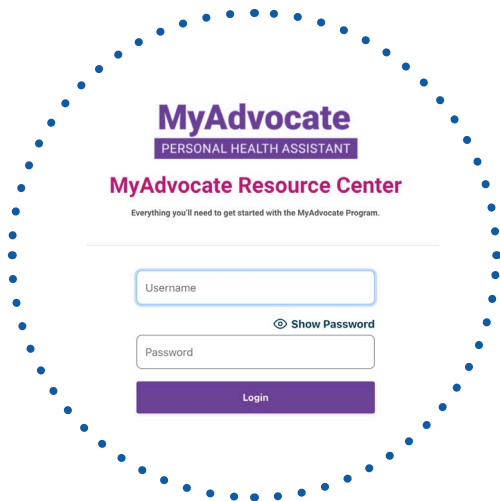 MyAdvocate
PERSONAL HEALTH ASSISTANT
MyAdvocate Resource Center
Everything you'll need to get started with the MyAdvocate Program.
Username
Show Password
Password
Login